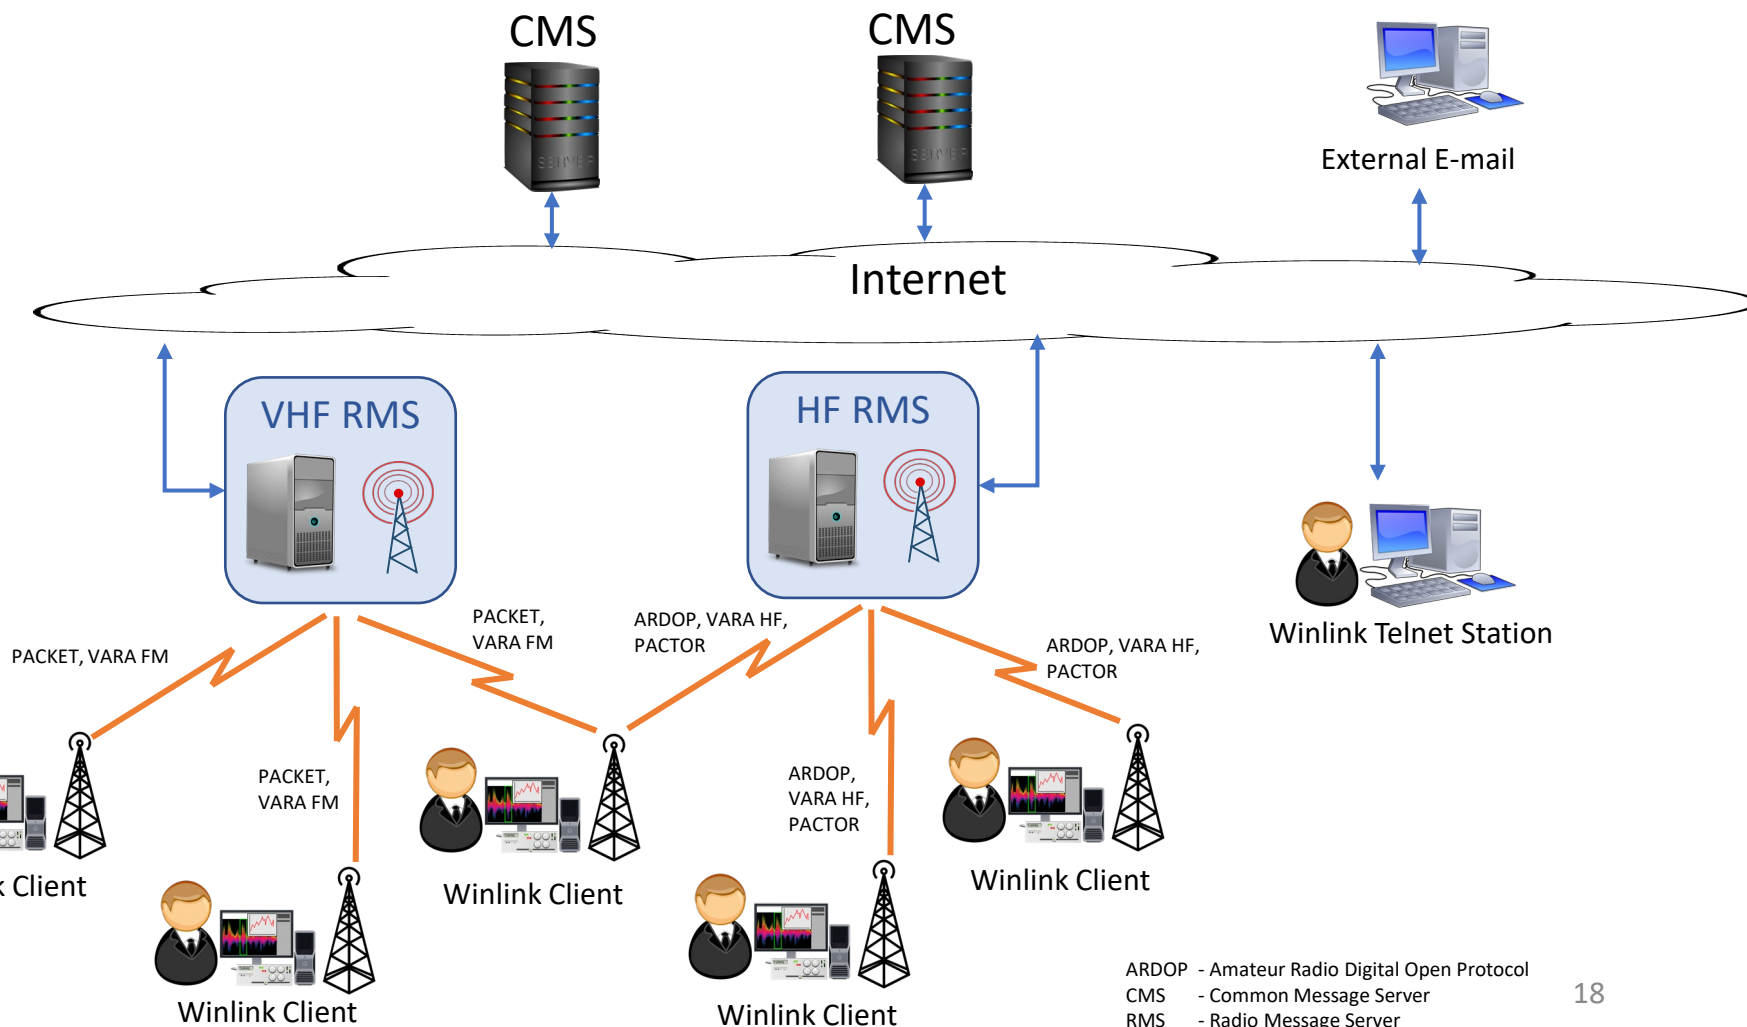 CMS
CMS
External E-mail
Internet
VHF RMS
HF RMS
SERVER
SERVER
PACKET, VARA FM
PACKET,
VARA FM
ARDOP, VARA HF,
PACTOR
ARDOP, VARA HF,
PACTOR
Winlink Telnet Station
PACKET,
VARA FM
ARDOP,
VARA HF,
PACTOR
k Client
Winlink Client
Winlink Client
Winlink Client
Winlink Client
ARDOP - Amateur Radio Digital Open Protocol
CMS - Common Message Server
RMS - Radio Message Server
18